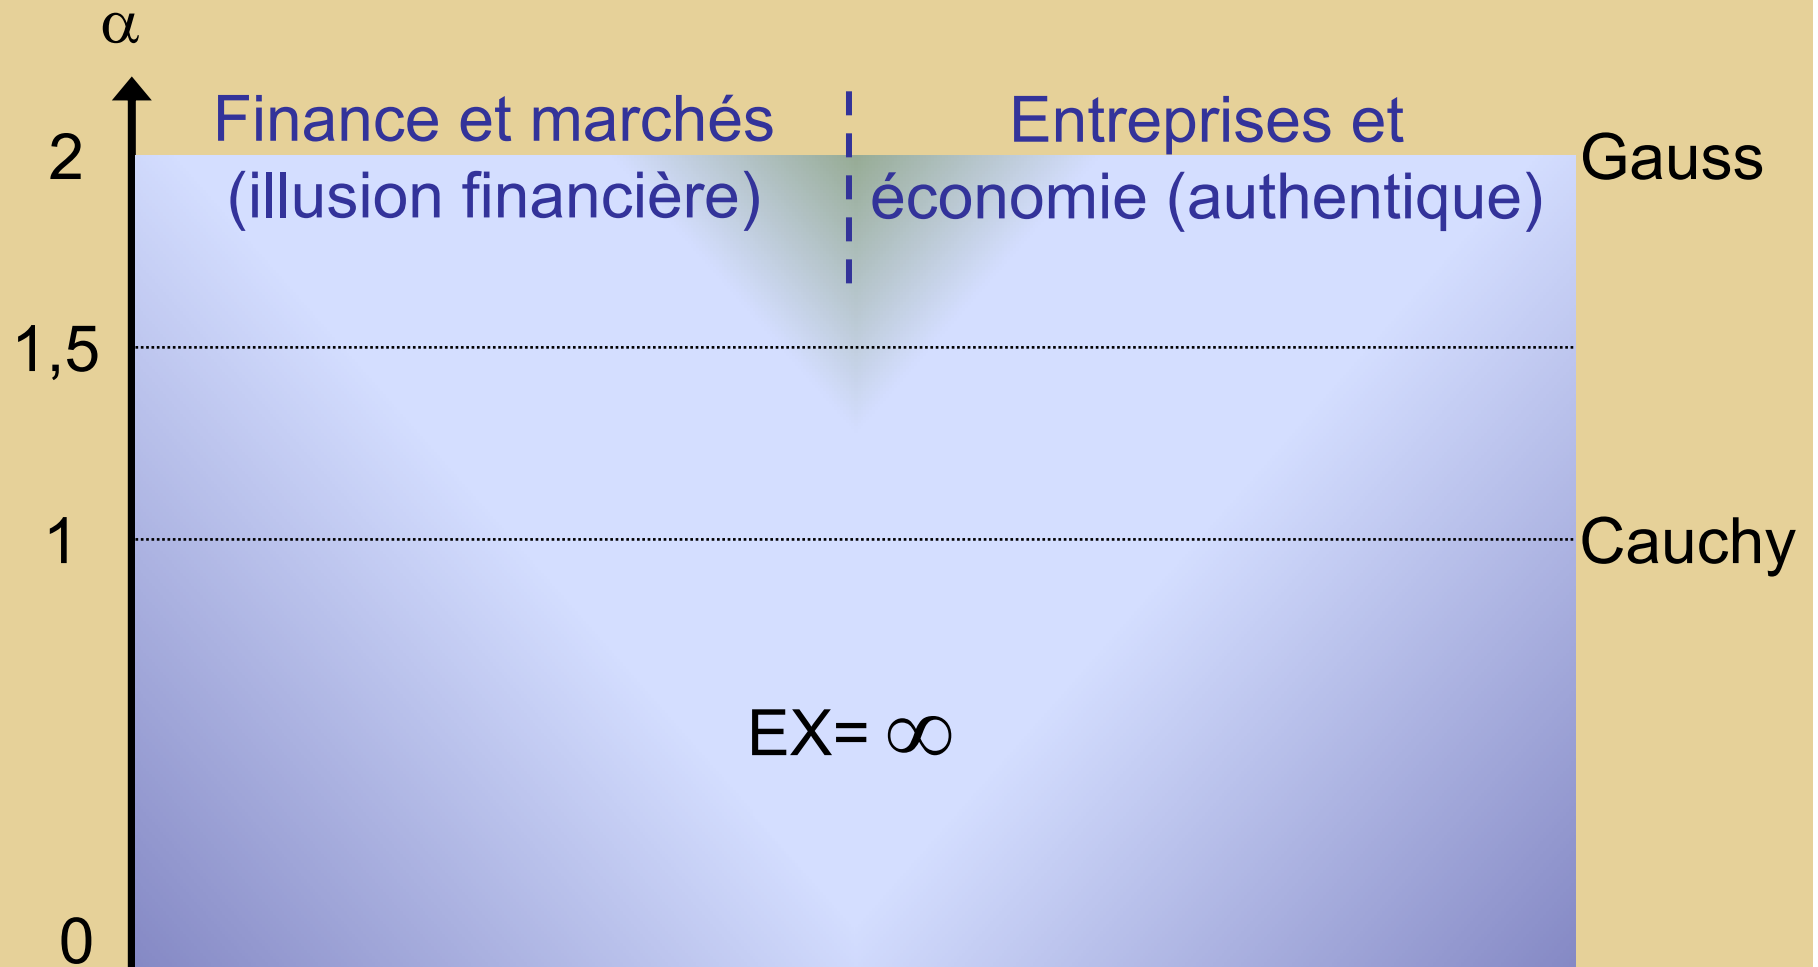 α
Finance et marchés
(illusion financière)
Entreprises et
économie (authentique)
2
Gauss
1,5
1
Cauchy
EX= ∞
0